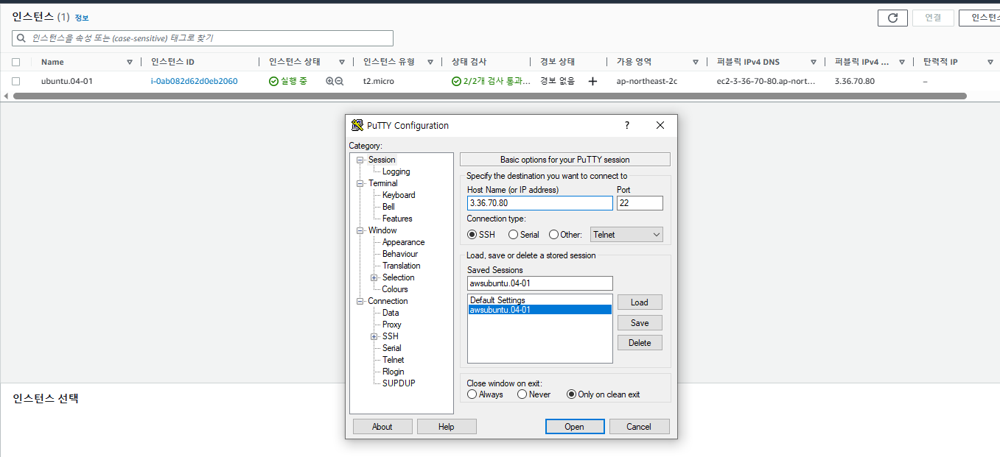 인스턴스 (1) 정보
연결
인스턴스를 속성 또는 (case-sensitive) 태그로 찾기
Name 인스턴스 ID 인스턴스 상태 인스턴스 유형 상태 검사 경보 상태 가용 영역 퍼블릭 IPv4 DNS 퍼블릭 IPv4 ... 탄력적 IP
ubuntu.04-01 i-0ab082d62d0eb2060 실행 중 t2.micro 2/2개 검사 통과... 경보 없음 + ap-northeast-2c ec2-3-36-70-80.ap-nort... 3.36.70.80 –
PuTTY Configuration ?
Category:
Session
Logging
Terminal
Keyboard
Bell
Features
Window
Appearance
Behaviour
Translation
Selection
Colours
Connection
Data
Proxy
SSH
Serial
Telnet
Rlogin
SUPDUP
Basic options for your PuTTY session
Specify the destination you want to connect to
Host Name (or IP address) Port
3.36.70.80 22
Connection type:
SSH Serial Other: Telnet
Load, save or delete a stored session
Saved Sessions
awsubuntu.04-01
Default Settings
awsubuntu.04-01
Load
Save
Delete
Close window on exit:
Always Never Only on clean exit
About Help Open Cancel
인스턴스 선택